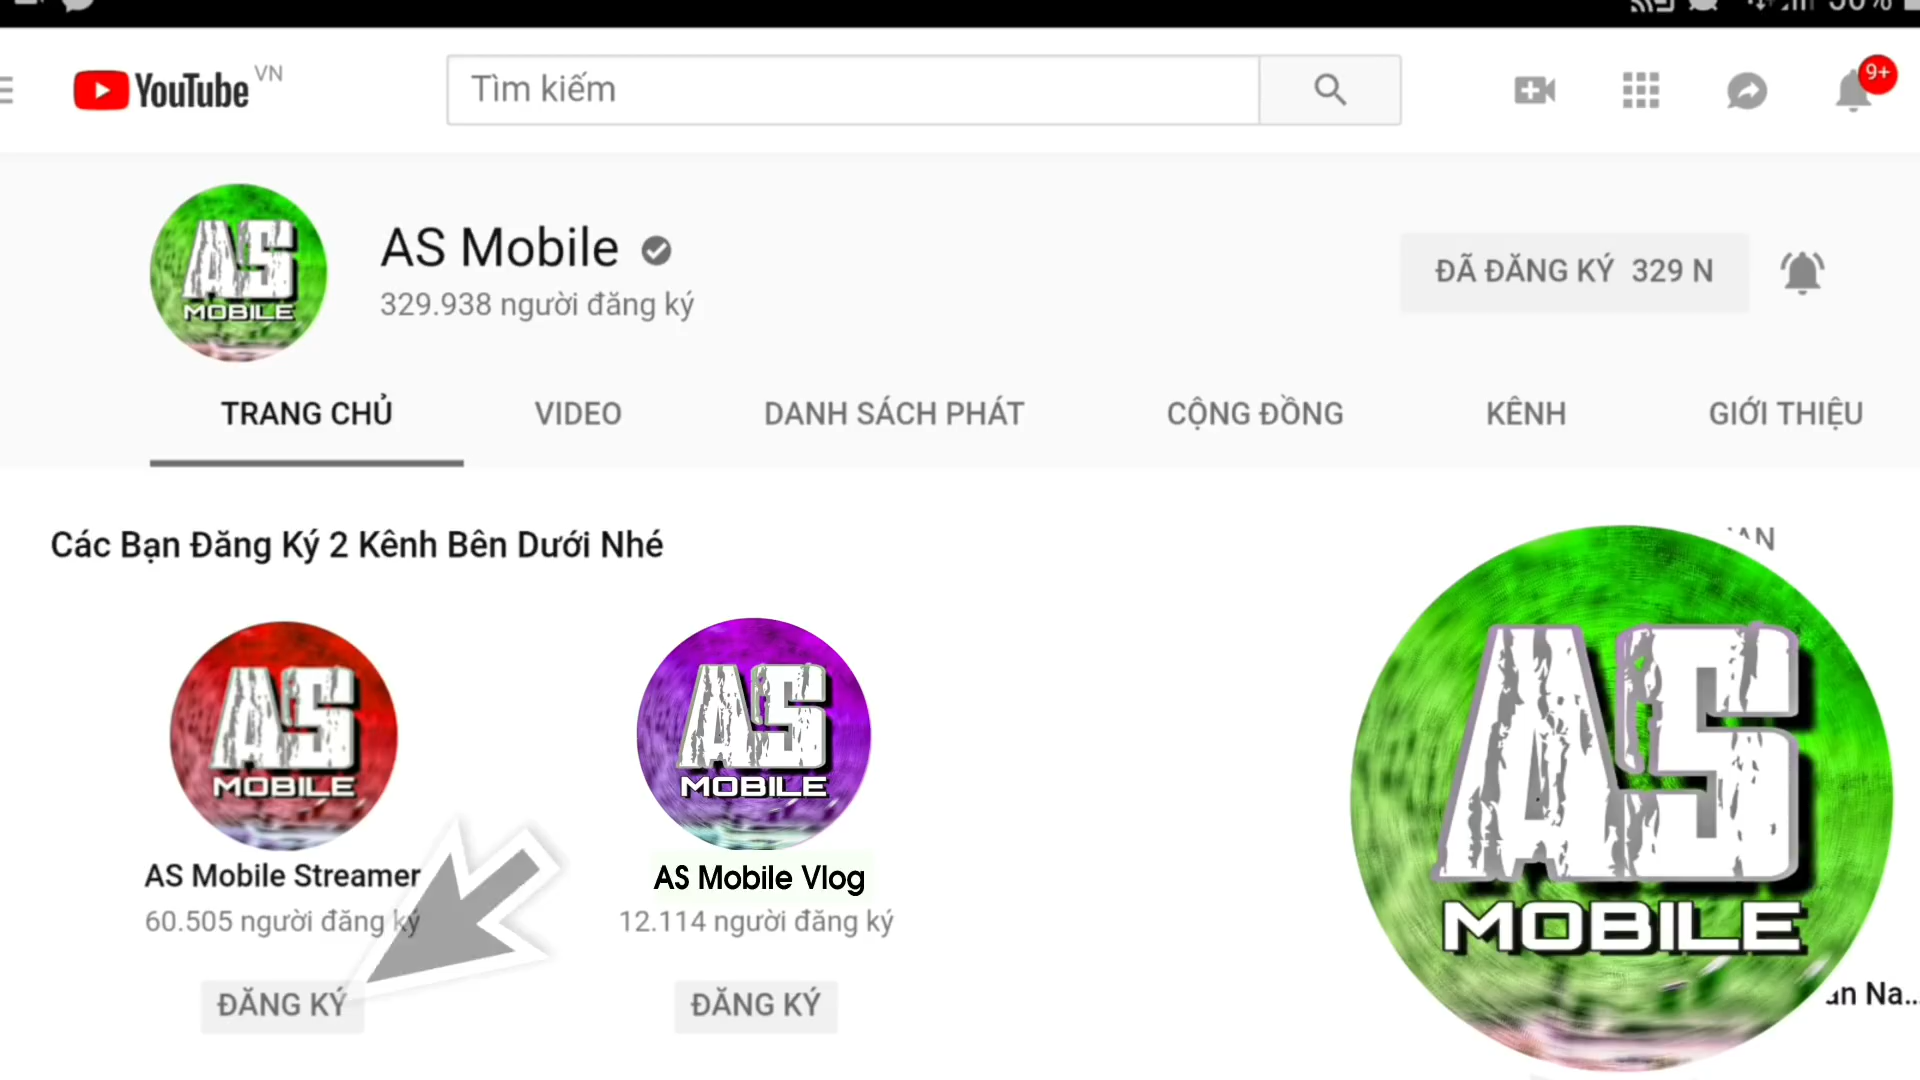 YouTube VN
Tìm kiếm
9+
AS MOBILE
AS Mobile
329.938 người đăng ký
ĐÃ ĐĂNG KÝ 329 N
TRANG CHỦ VIDEO DANH SÁCH PHÁT CỘNG ĐỒNG KÊNH GIỚI THIỆU
Các Bạn Đăng Ký 2 Kênh Bên Dưới Nhé
AS MOBILE
AS MOBILE
AS MOBILE
AS Mobile Streamer
60.505 người đăng ký
ĐĂNG KÝ
AS Mobile Vlog
12.114 người đăng ký
ĐĂNG KÝ
Na...